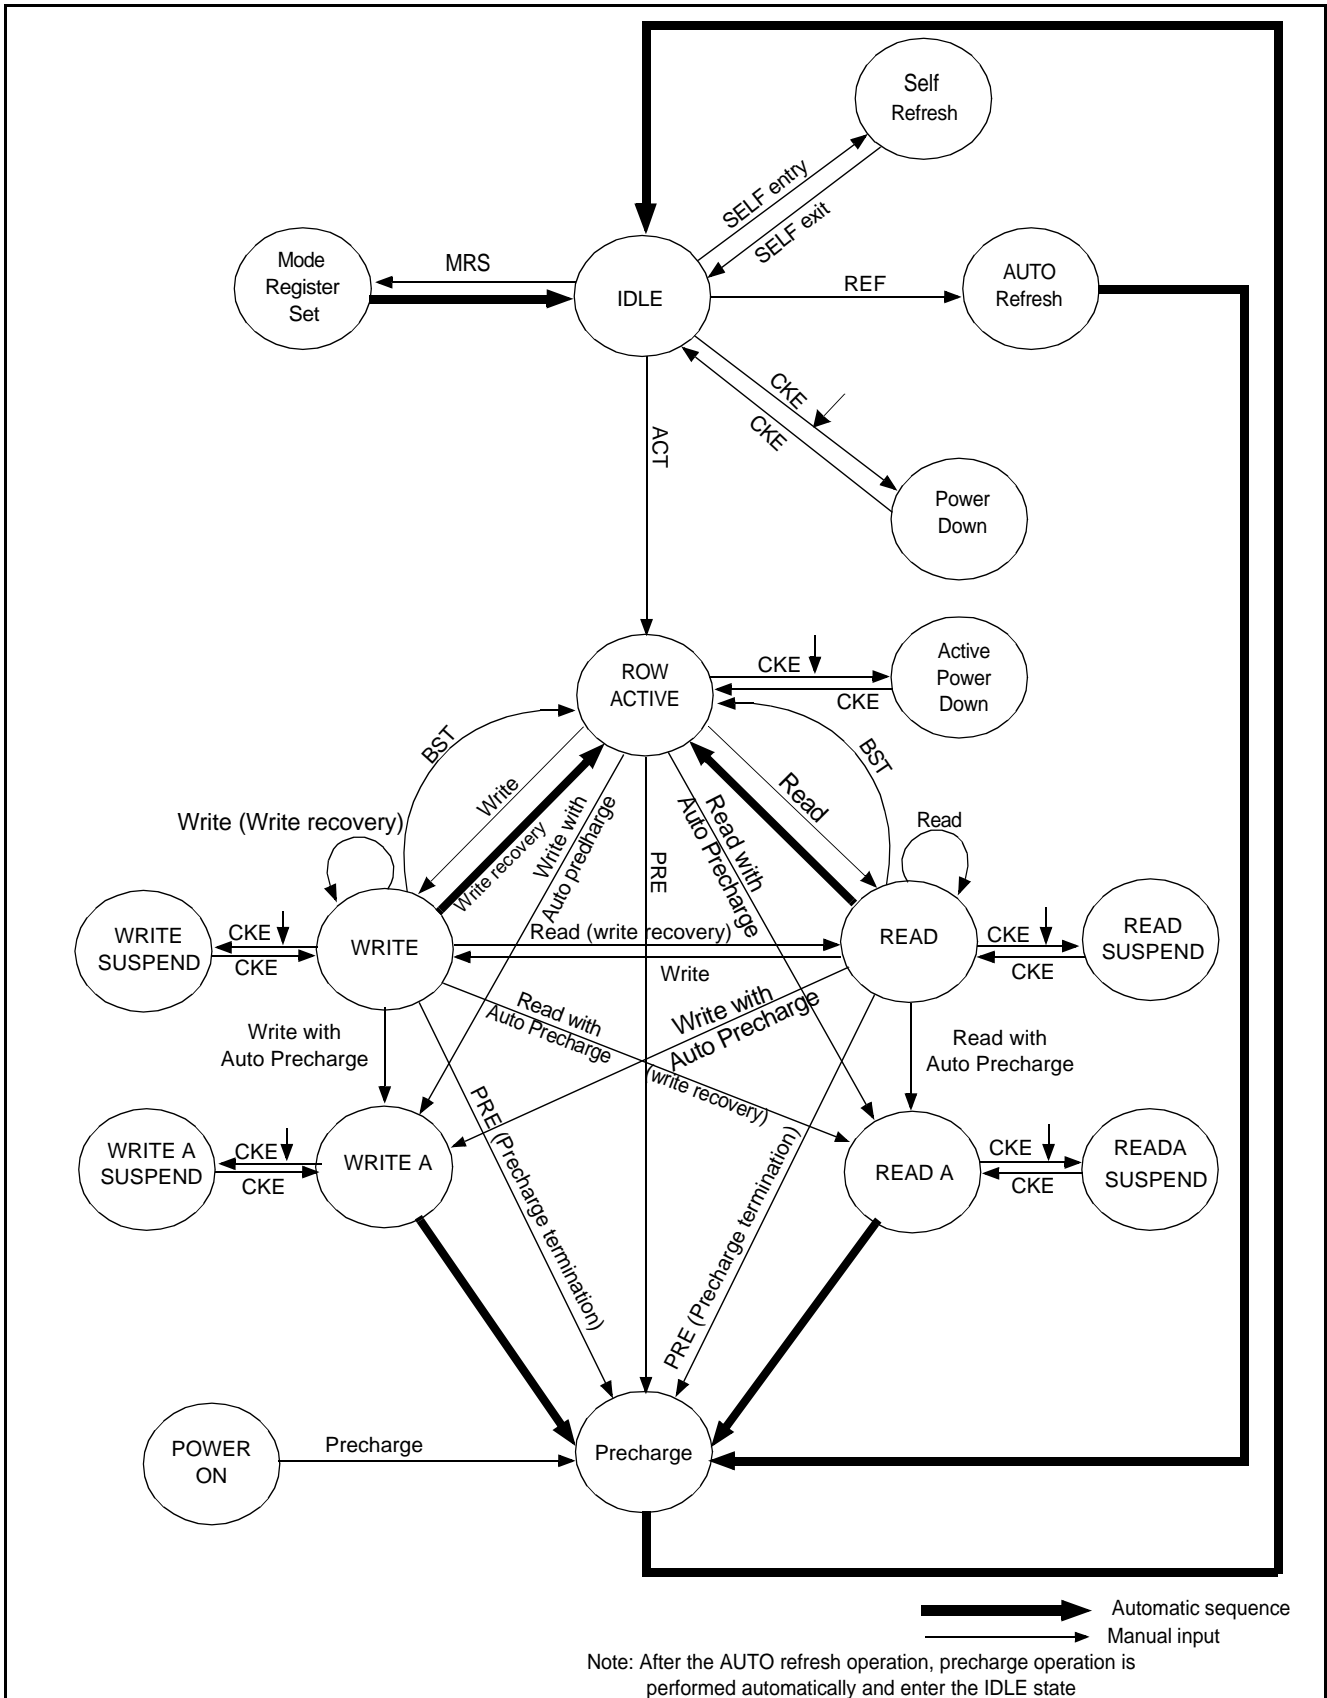 Self
Refresh
SELF entry
SELF exit
Mode
Register
Set
MRS
IDLE
REF
AUTO
Refresh
CKE
CKE
ACT
Power
Down
ROW
ACTIVE
CKE
CKE
Active
Power
Down
BST
BST
Write
Write recovery
Write with
Auto predharge
PRE
Read with
Auto Precharge
Read
Write (Write recovery)
Read
WRITE
SUSPEND
CKE
CKE
WRITE
Read (write recovery)
Write
READ
CKE
CKE
READ
SUSPEND
Write with
Auto Precharge
Read with
Auto Precharge
(write recovery)
Write with
Auto Precharge
Read with
Auto Precharge
PRE (Precharge termination)
PRE (Precharge termination)
WRITE A
SUSPEND
CKE
CKE
WRITE A
READ A
CKE
CKE
READA
SUSPEND
POWER
ON
Precharge
Precharge
Automatic sequence
Manual input
Note: After the AUTO refresh operation, precharge operation is
performed automatically and enter the IDLE state